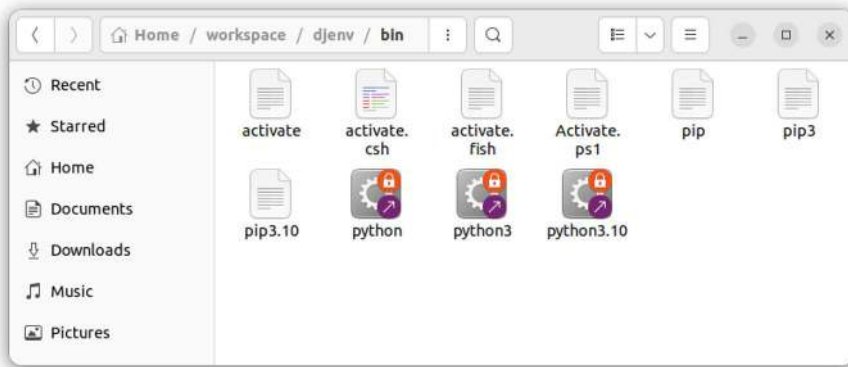 Home / workspace / djenv / bin
Recent
Starred
Home
Documents
Downloads
Music
Pictures
activate
activate.
csh
activate.
fish
Activate.
ps1
pip
pip3
pip3.10
python
python3
python3.10